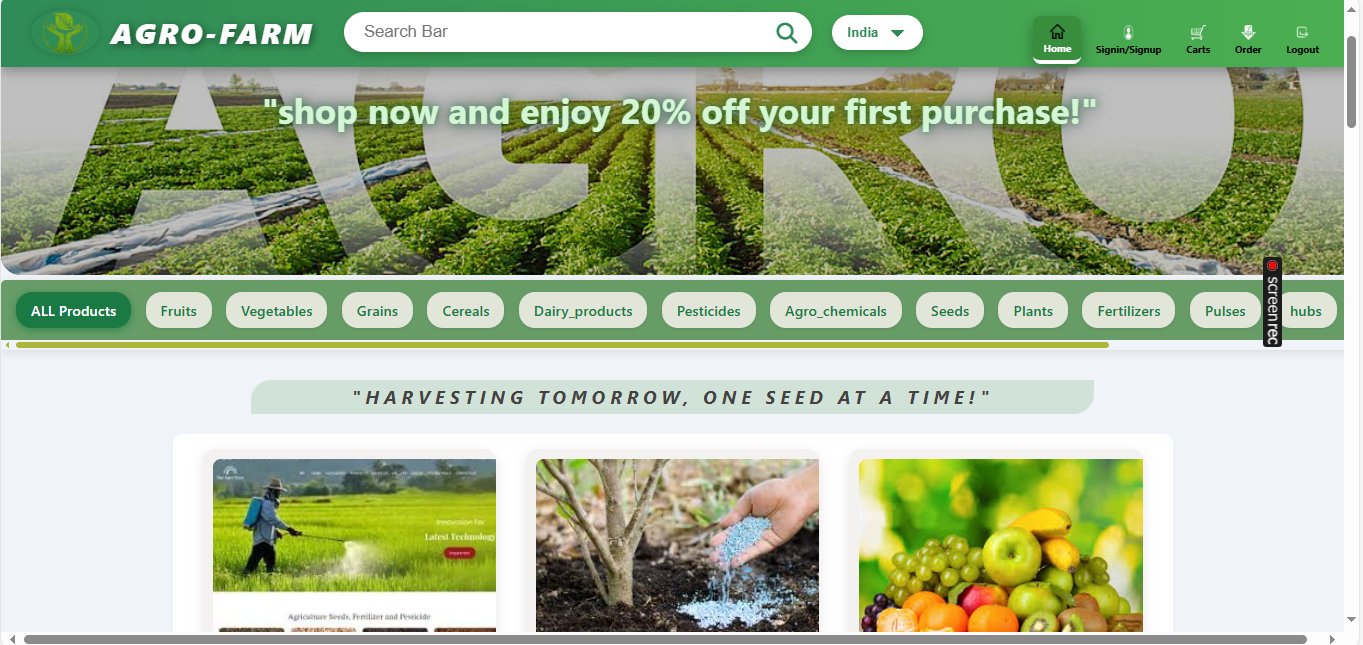 AGRO-FARM
Search Bar
India
Home
Signin/Signup
Carts
Order
Logout
AGRO
"shop now and enjoy 20% off your first purchase!"
ALL Products
Fruits
Vegetables
Grains
Cereals
Dairy_products
Pesticides
Agro_chemicals
Seeds
Plants
Fertilizers
Pulses
hubs
screenrec
"HARVESTING TOMORROW, ONE SEED AT A TIME!"
Innovation For
Latest Technology
Agriculture Seeds, Fertilizer and Pesticide